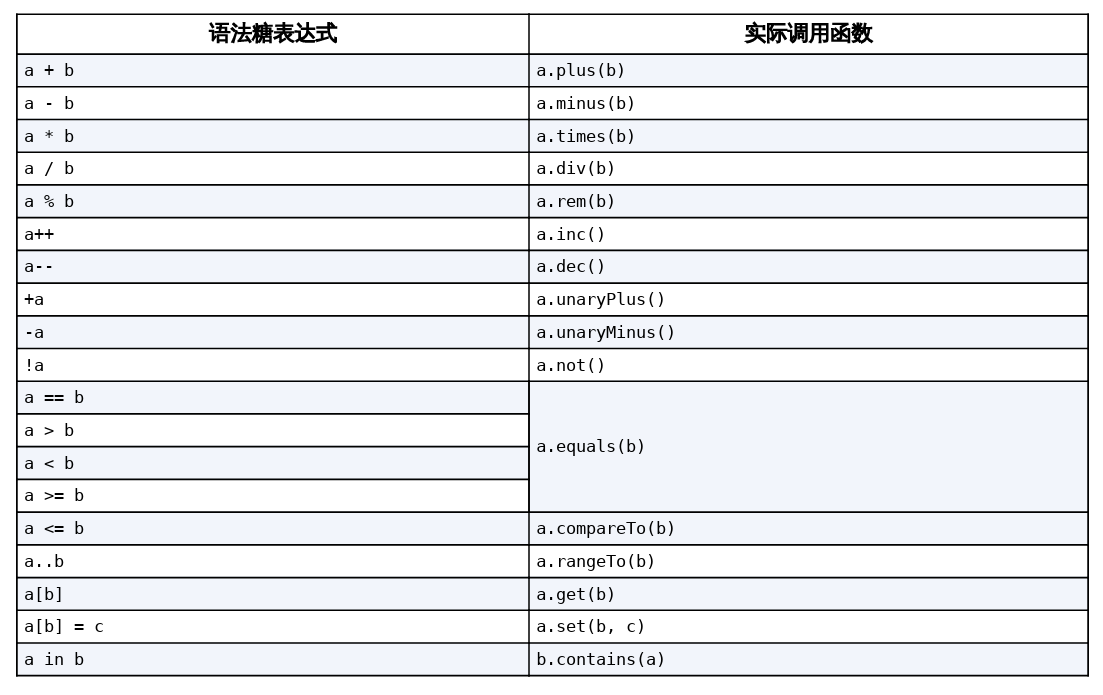 语法糖表达式 实际调用函数
a + b a.plus(b)
a - b a.minus(b)
a * b a.times(b)
a / b a.div(b)
a % b a.rem(b)
a++ a.inc()
a-- a.dec()
+a a.unaryPlus()
-a a.unaryMinus()
!a a.not()
a == b a.equals(b)
a > b
a < b
a >= b
a <= b a.compareTo(b)
a..b a.rangeTo(b)
a[b] a.get(b)
a[b] = c a.set(b, c)
a in b b.contains(a)